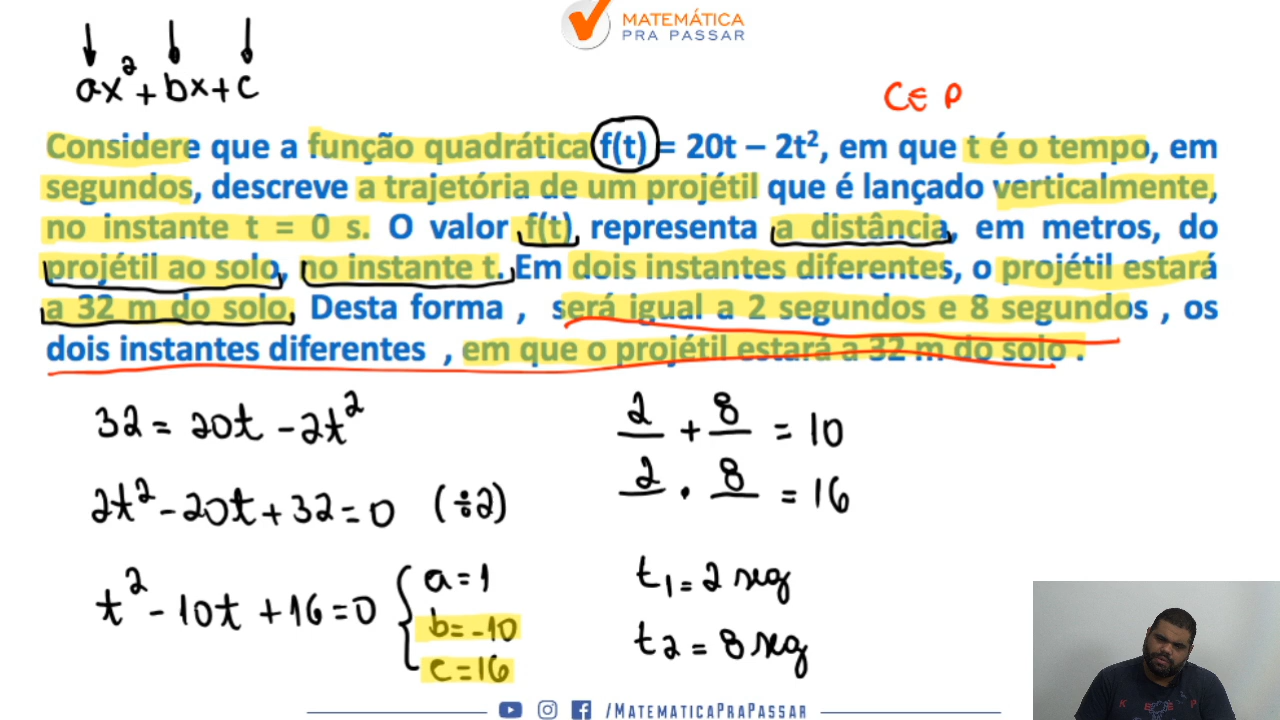 MATEMÁTICA
PRA PASSAR
ax²+bx+c
C∈ P
Considere que a função quadrática f(t) = 20t – 2t², em que t é o tempo, em
segundos, descreve a trajetória de um projétil que é lançado verticalmente,
no instante t = 0 s. O valor f(t) representa a distância, em metros, do
projétil ao solo, no instante t. Em dois instantes diferentes, o projétil estará
a 32 m do solo. Desta forma , será igual a 2 segundos e 8 segundos , os
dois instantes diferentes , em que o projétil estará a 32 m do solo .
32 = 20t - 2t²
2t² - 20t + 32 = 0 (÷2)
t² - 10t + 16 = 0
a = 1
b = -10
c = 16
2 + 8 = 10
2 . 8 = 16
t1 = 2 seg
t2 = 8 seg
K E E P
/MatematicaPraPassar